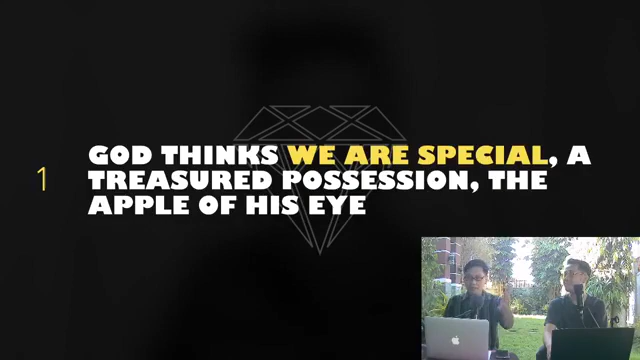 1
GOD THINKS WE ARE SPECIAL, A
TREASURED POSSESSION, THE
APPLE OF HIS EYE